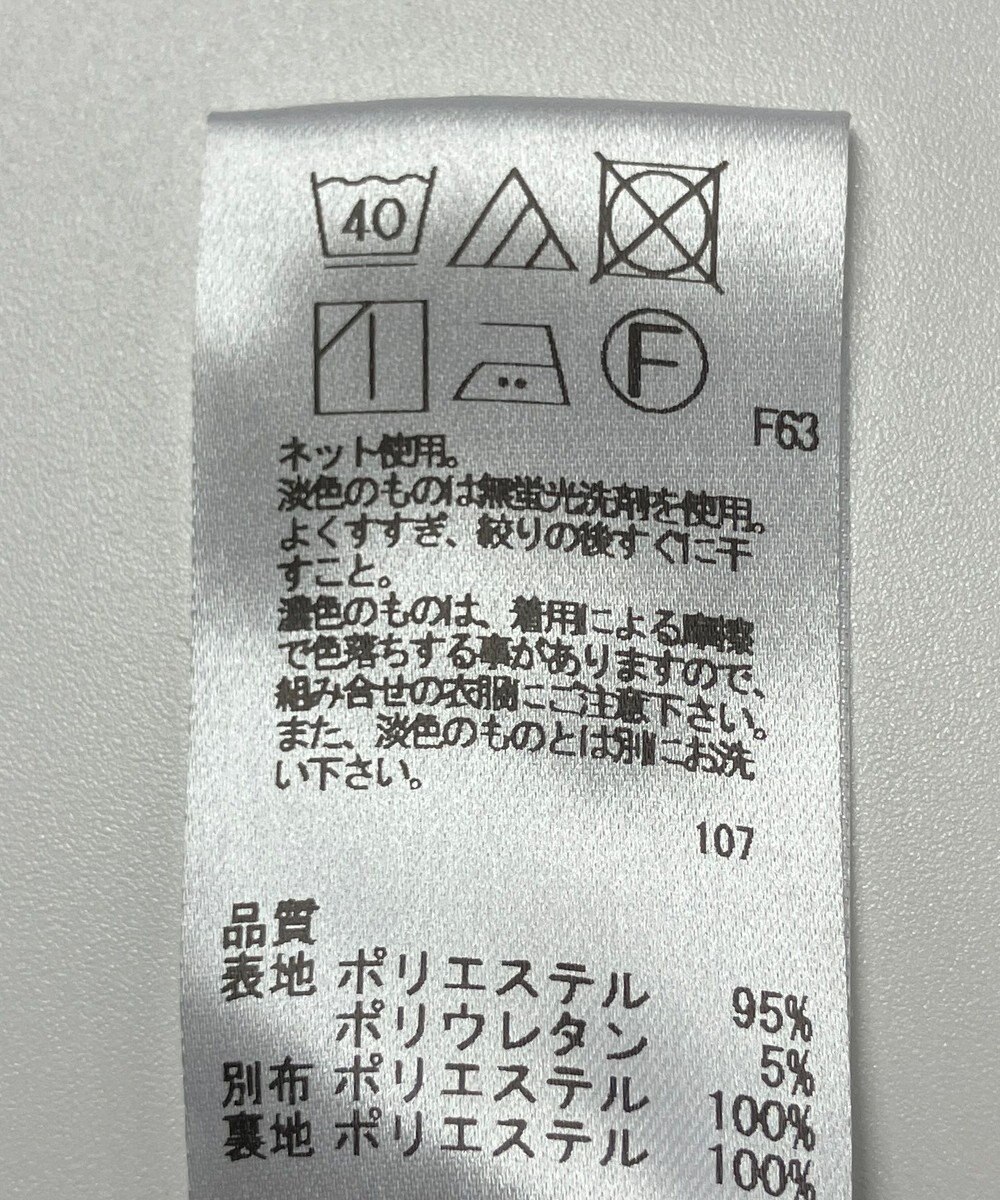 40
F
F63
ネット使用。
淡色のものは無蛍光洗剤を使用。
よくすすぎ、絞りの後すぐに干
すこと。
濃色のものは、着用による摩擦
で色落ちする事がありますので、
組み合せの衣服にご注意下さい。
また、淡色のものとは別にお洗
い下さい。
107
品質
表地 ポリエステル 95%
ポリウレタン 5%
別布 ポリエステル 100%
裏地 ポリエステル 100%